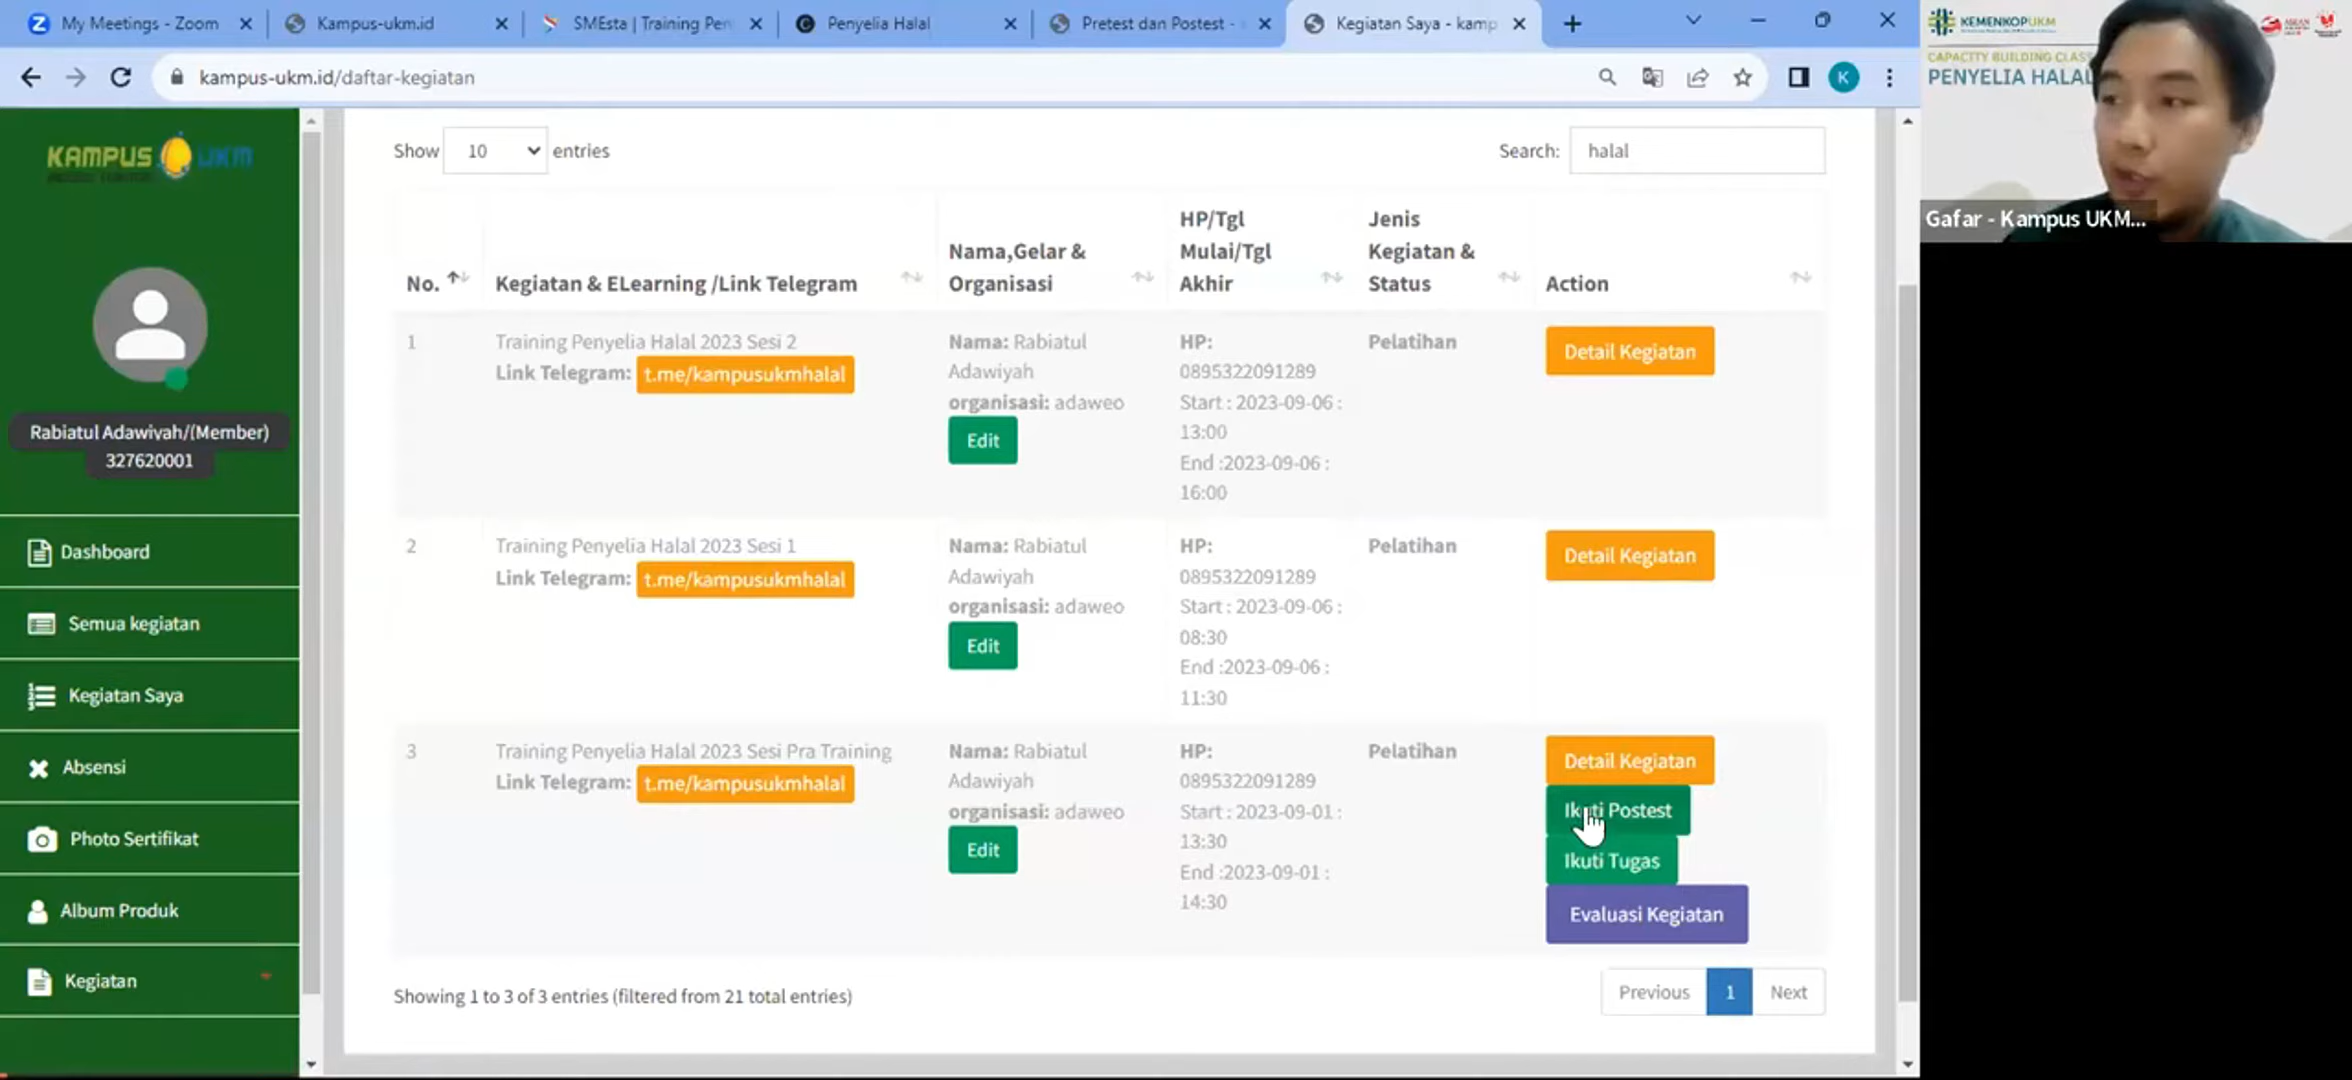 My Meetings - Zoom
Kampus-ukm.id
SMEsta | Training Pen
Penyelia Halal
Pretest dan Postest -
Kegiatan Saya - kamp
kampus-ukm.id/daftar-kegiatan
K
KEMENKOPUKM
CAPACITY BUILDING CLASS
PENYELIA HALAL
Gafar - Kampus UKM...
KAMPUS UKM
Rabiatul Adawiyah/(Member)
327620001
Dashboard
Semua kegiatan
Kegiatan Saya
Absensi
Photo Sertifikat
Album Produk
Kegiatan
Show 10 entries
Search: halal
No.
Kegiatan & ELearning /Link Telegram
Nama,Gelar &
Organisasi
HP/Tgl
Mulai/Tgl
Akhir
Jenis
Kegiatan &
Status
Action
1
Training Penyelia Halal 2023 Sesi 2
Link Telegram: t.me/kampusukmhalal
Nama: Rabiatul
Adawiyah
organisasi: adaweo
Edit
HP:
0895322091289
Start : 2023-09-06 :
13:00
End :2023-09-06 :
16:00
Pelatihan
Detail Kegiatan
2
Training Penyelia Halal 2023 Sesi 1
Link Telegram: t.me/kampusukmhalal
Nama: Rabiatul
Adawiyah
organisasi: adaweo
Edit
HP:
0895322091289
Start : 2023-09-06 :
08:30
End :2023-09-06 :
11:30
Pelatihan
Detail Kegiatan
3
Training Penyelia Halal 2023 Sesi Pra Training
Link Telegram: t.me/kampusukmhalal
Nama: Rabiatul
Adawiyah
organisasi: adaweo
Edit
HP:
0895322091289
Start : 2023-09-01 :
13:30
End :2023-09-01 :
14:30
Pelatihan
Detail Kegiatan
Ikuti Postest
Ikuti Tugas
Evaluasi Kegiatan
Showing 1 to 3 of 3 entries (filtered from 21 total entries)
Previous 1 Next